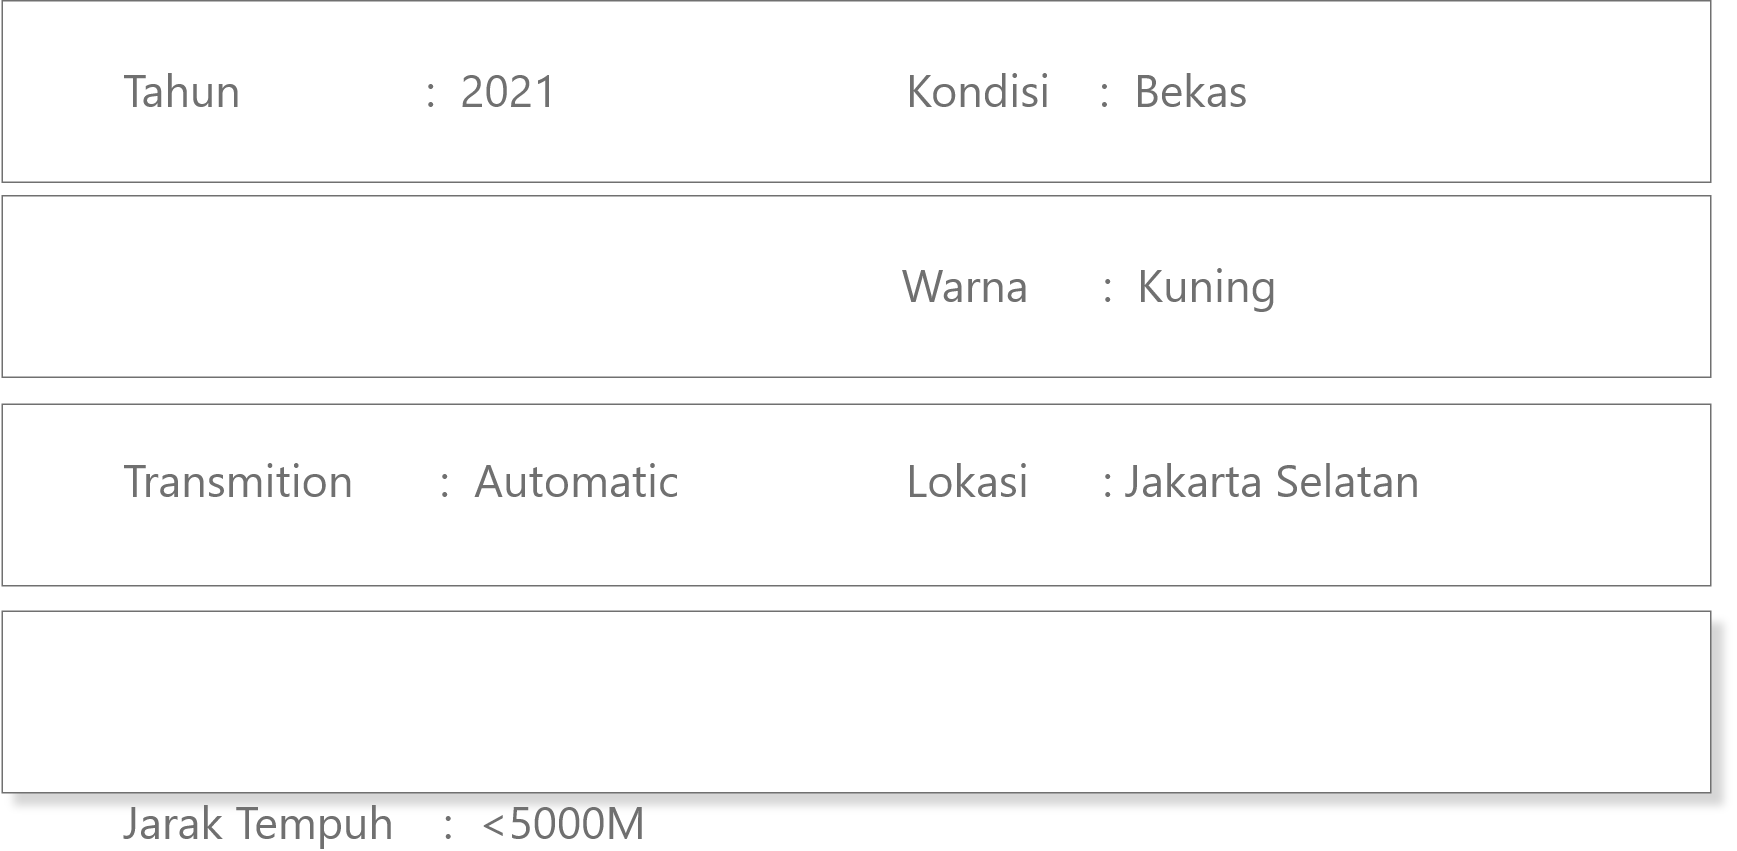 Tahun : 2021 Kondisi : Bekas
Warna : Kuning
Transmition : Automatic Lokasi : Jakarta Selatan
Jarak Tempuh : <5000M